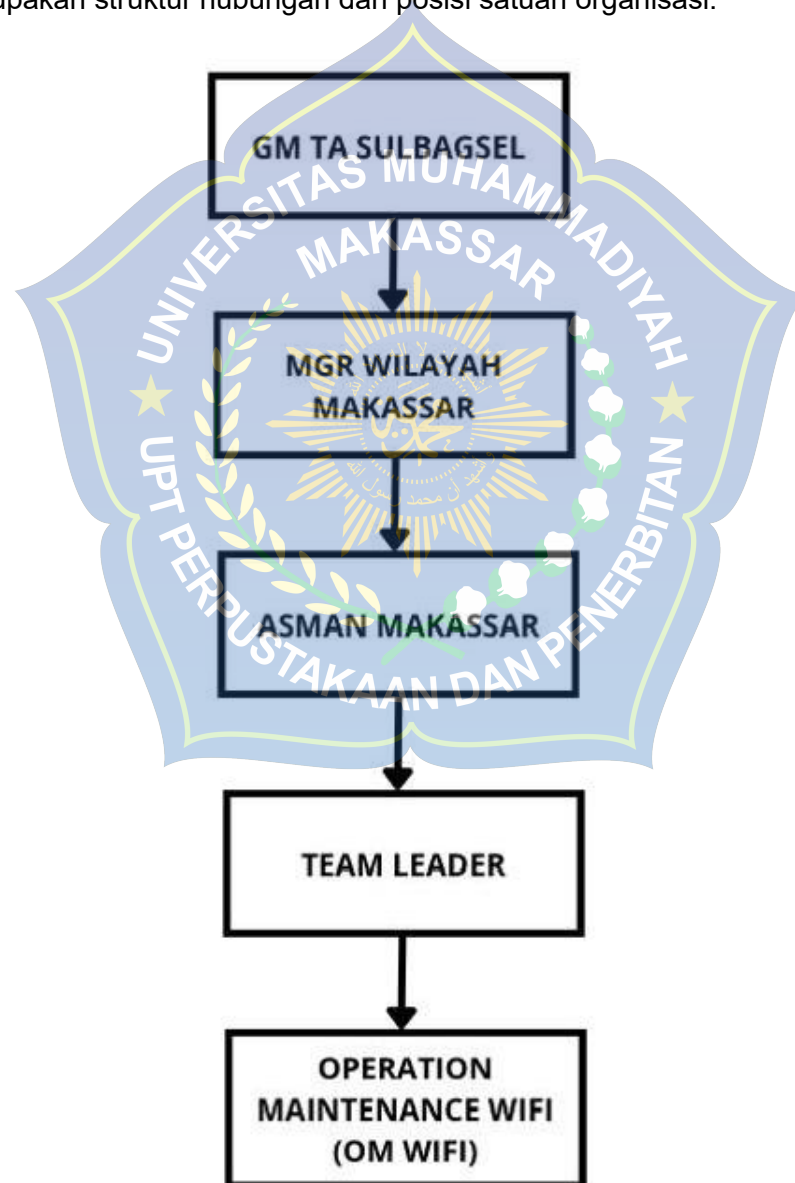 upakan struktur hubungan dan posisi satuan organisasi.
GM TA SULBAGSEL
UNIVERSITAS MUHAMMADIYAH
MAKASSAR
MGR WILAYAH
MAKASSAR
ASMAN MAKASSAR
UPT PERPUSTAKAAN DAN PENERBITAN
TEAM LEADER
OPERATION
MAINTENANCE WIFI
(OM WIFI)